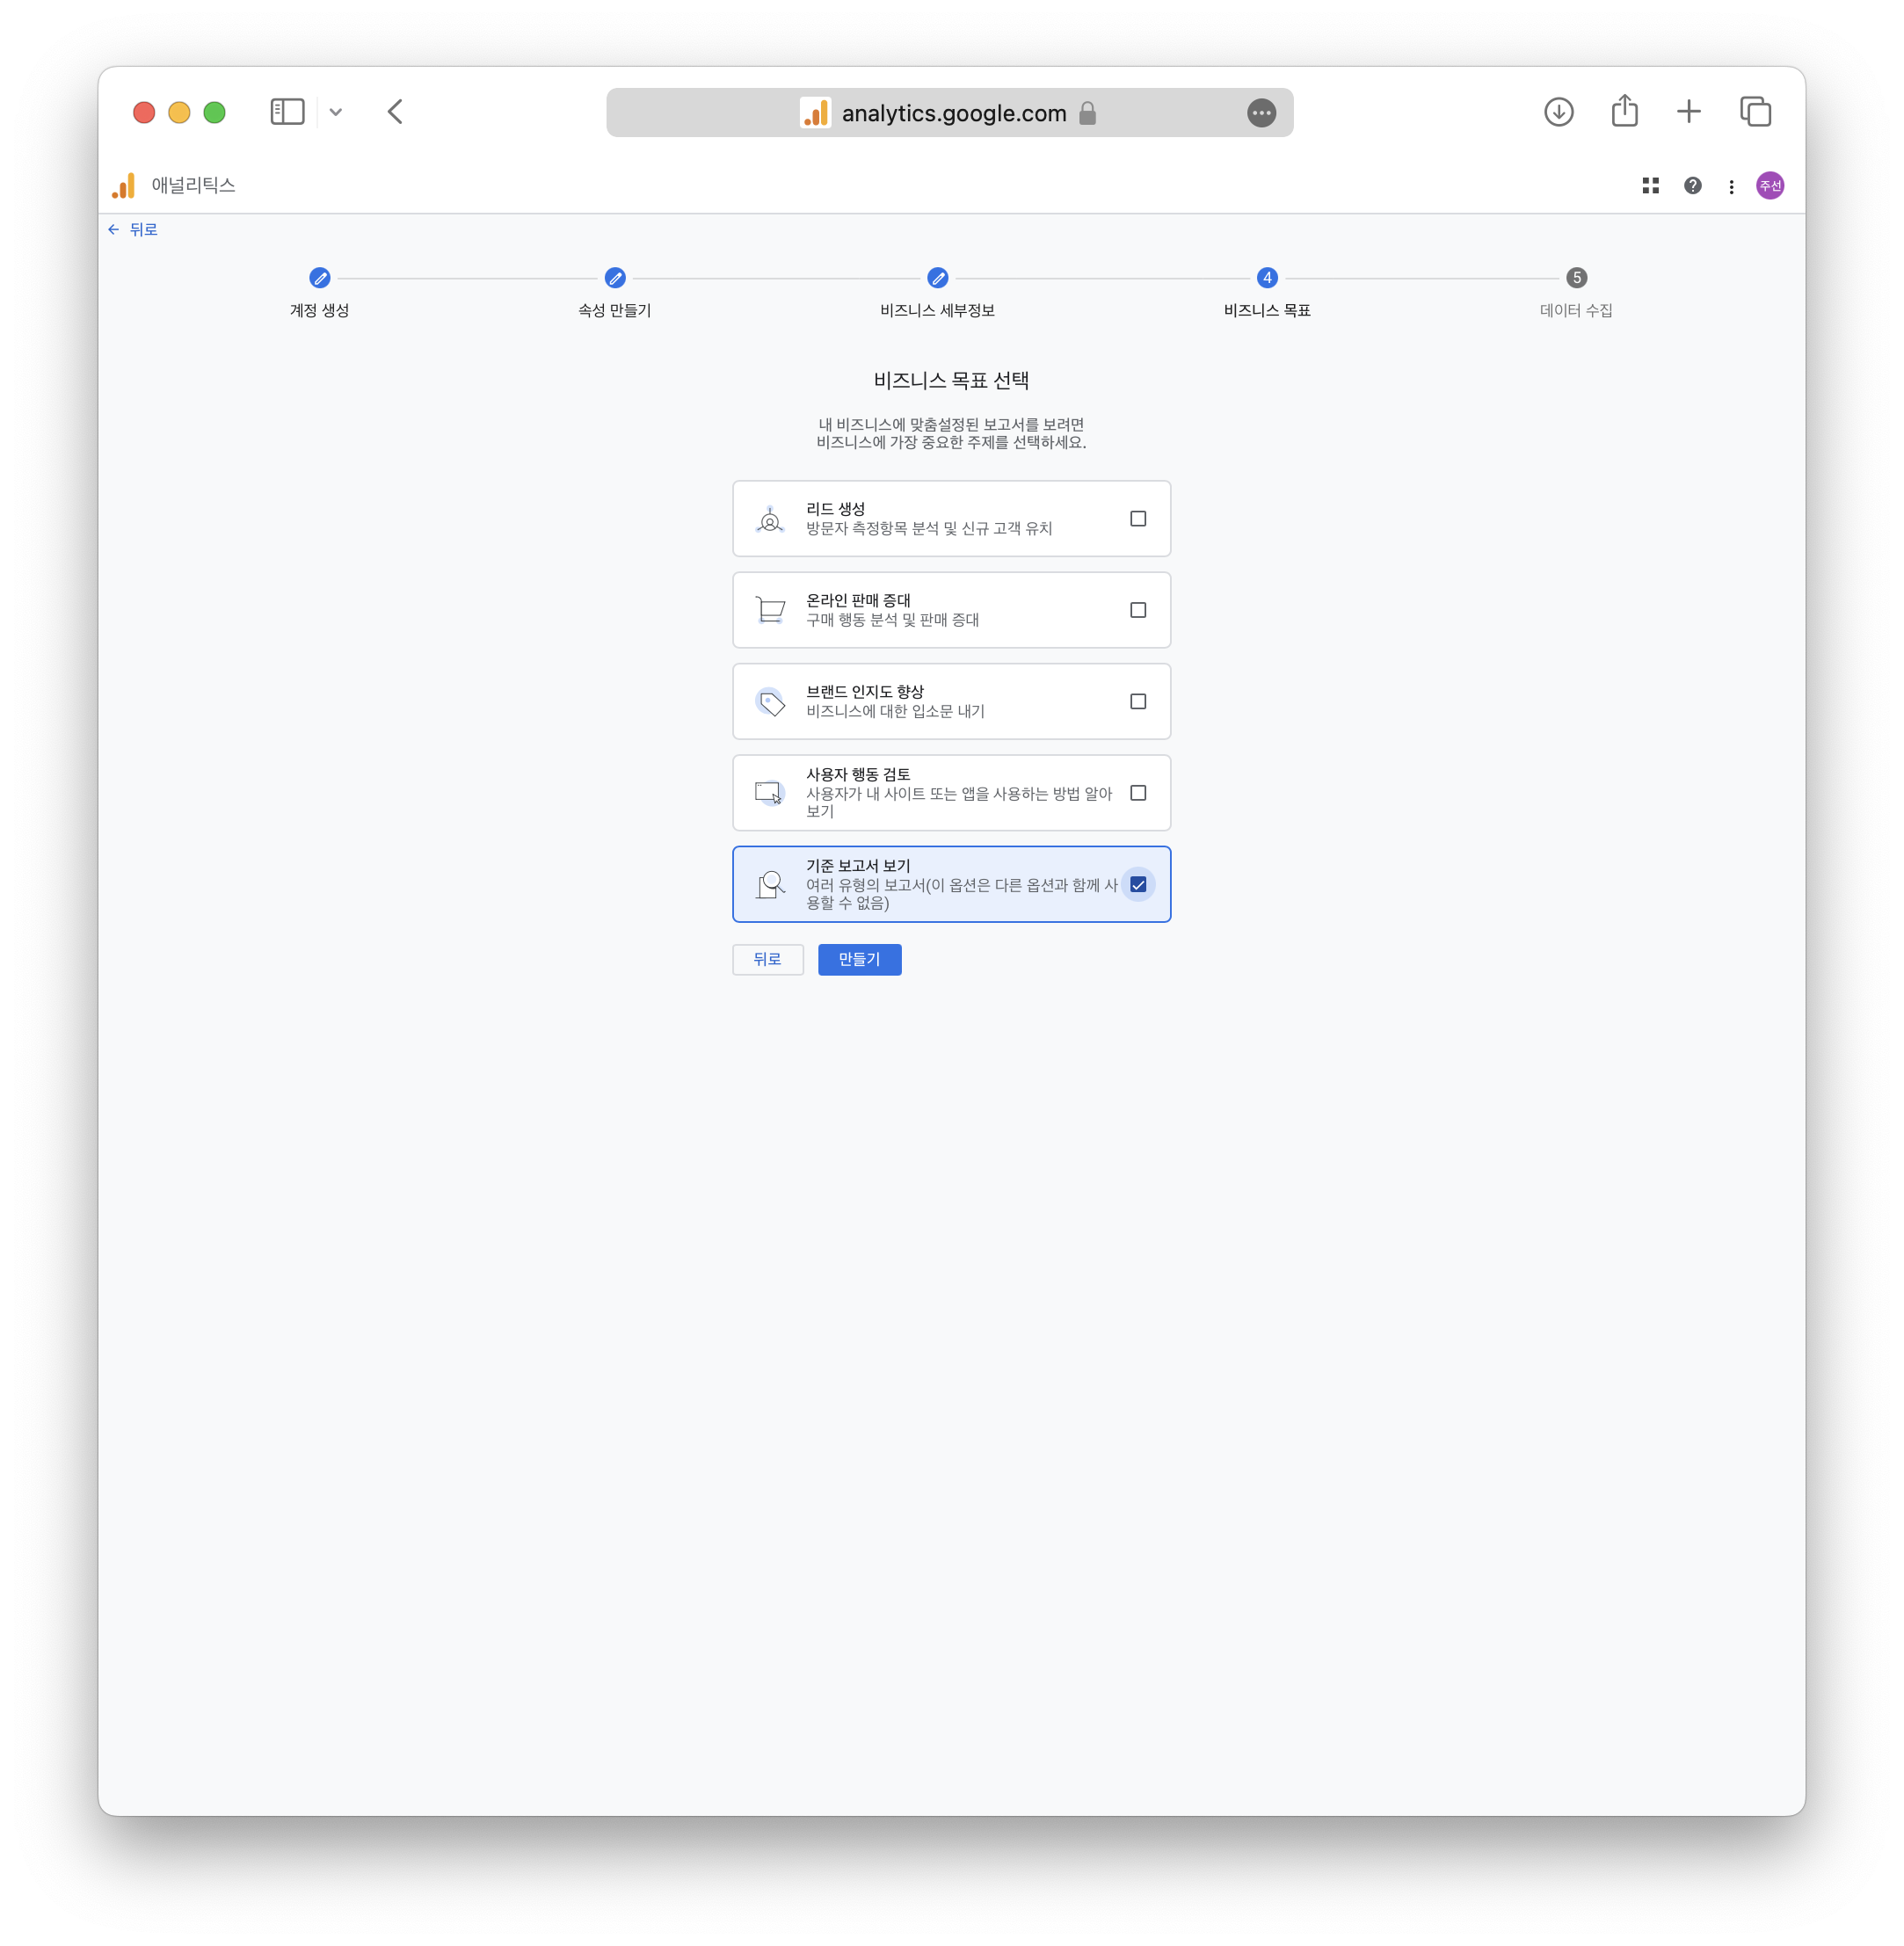 analytics.google.com
애널리틱스
주선
뒤로
4
5
계정 생성
속성 만들기
비즈니스 세부정보
비즈니스 목표
데이터 수집
비즈니스 목표 선택
내 비즈니스에 맞춤설정된 보고서를 보려면
비즈니스에 가장 중요한 주제를 선택하세요.
리드 생성
방문자 측정항목 분석 및 신규 고객 유치
온라인 판매 증대
구매 행동 분석 및 판매 증대
브랜드 인지도 향상
비즈니스에 대한 입소문 내기
사용자 행동 검토
사용자가 내 사이트 또는 앱을 사용하는 방법 알아
보기
기준 보고서 보기
여러 유형의 보고서(이 옵션은 다른 옵션과 함께 사
용할 수 없음)
뒤로
만들기